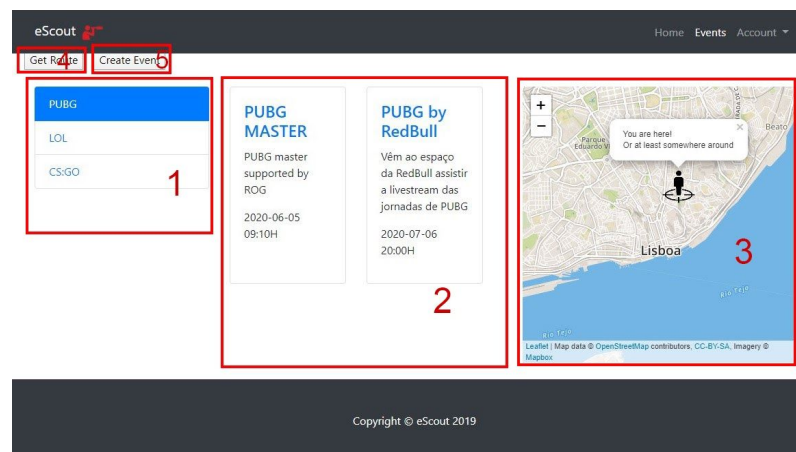 eScout
Home Events Account
Get Route 4
Create Event 5
PUBG
LOL
CS:GO
1
PUBG
MASTER
PUBG master
supported by
ROG
2020-06-05
09:10H
PUBG by
RedBull
Vêm ao espaço
da RedBull assistir
a livestream das
jornadas de PUBG
2020-07-06
20:00H
2
+
−
You are here!
Or at least somewhere around
×
Parque
Eduardo VI
Beato
Lisboa
3
Rio Tejo
Rio Tejo
Leaflet | Map data © OpenStreetMap contributors, CC-BY-SA, Imagery ©
Mapbox
Copyright © eScout 2019